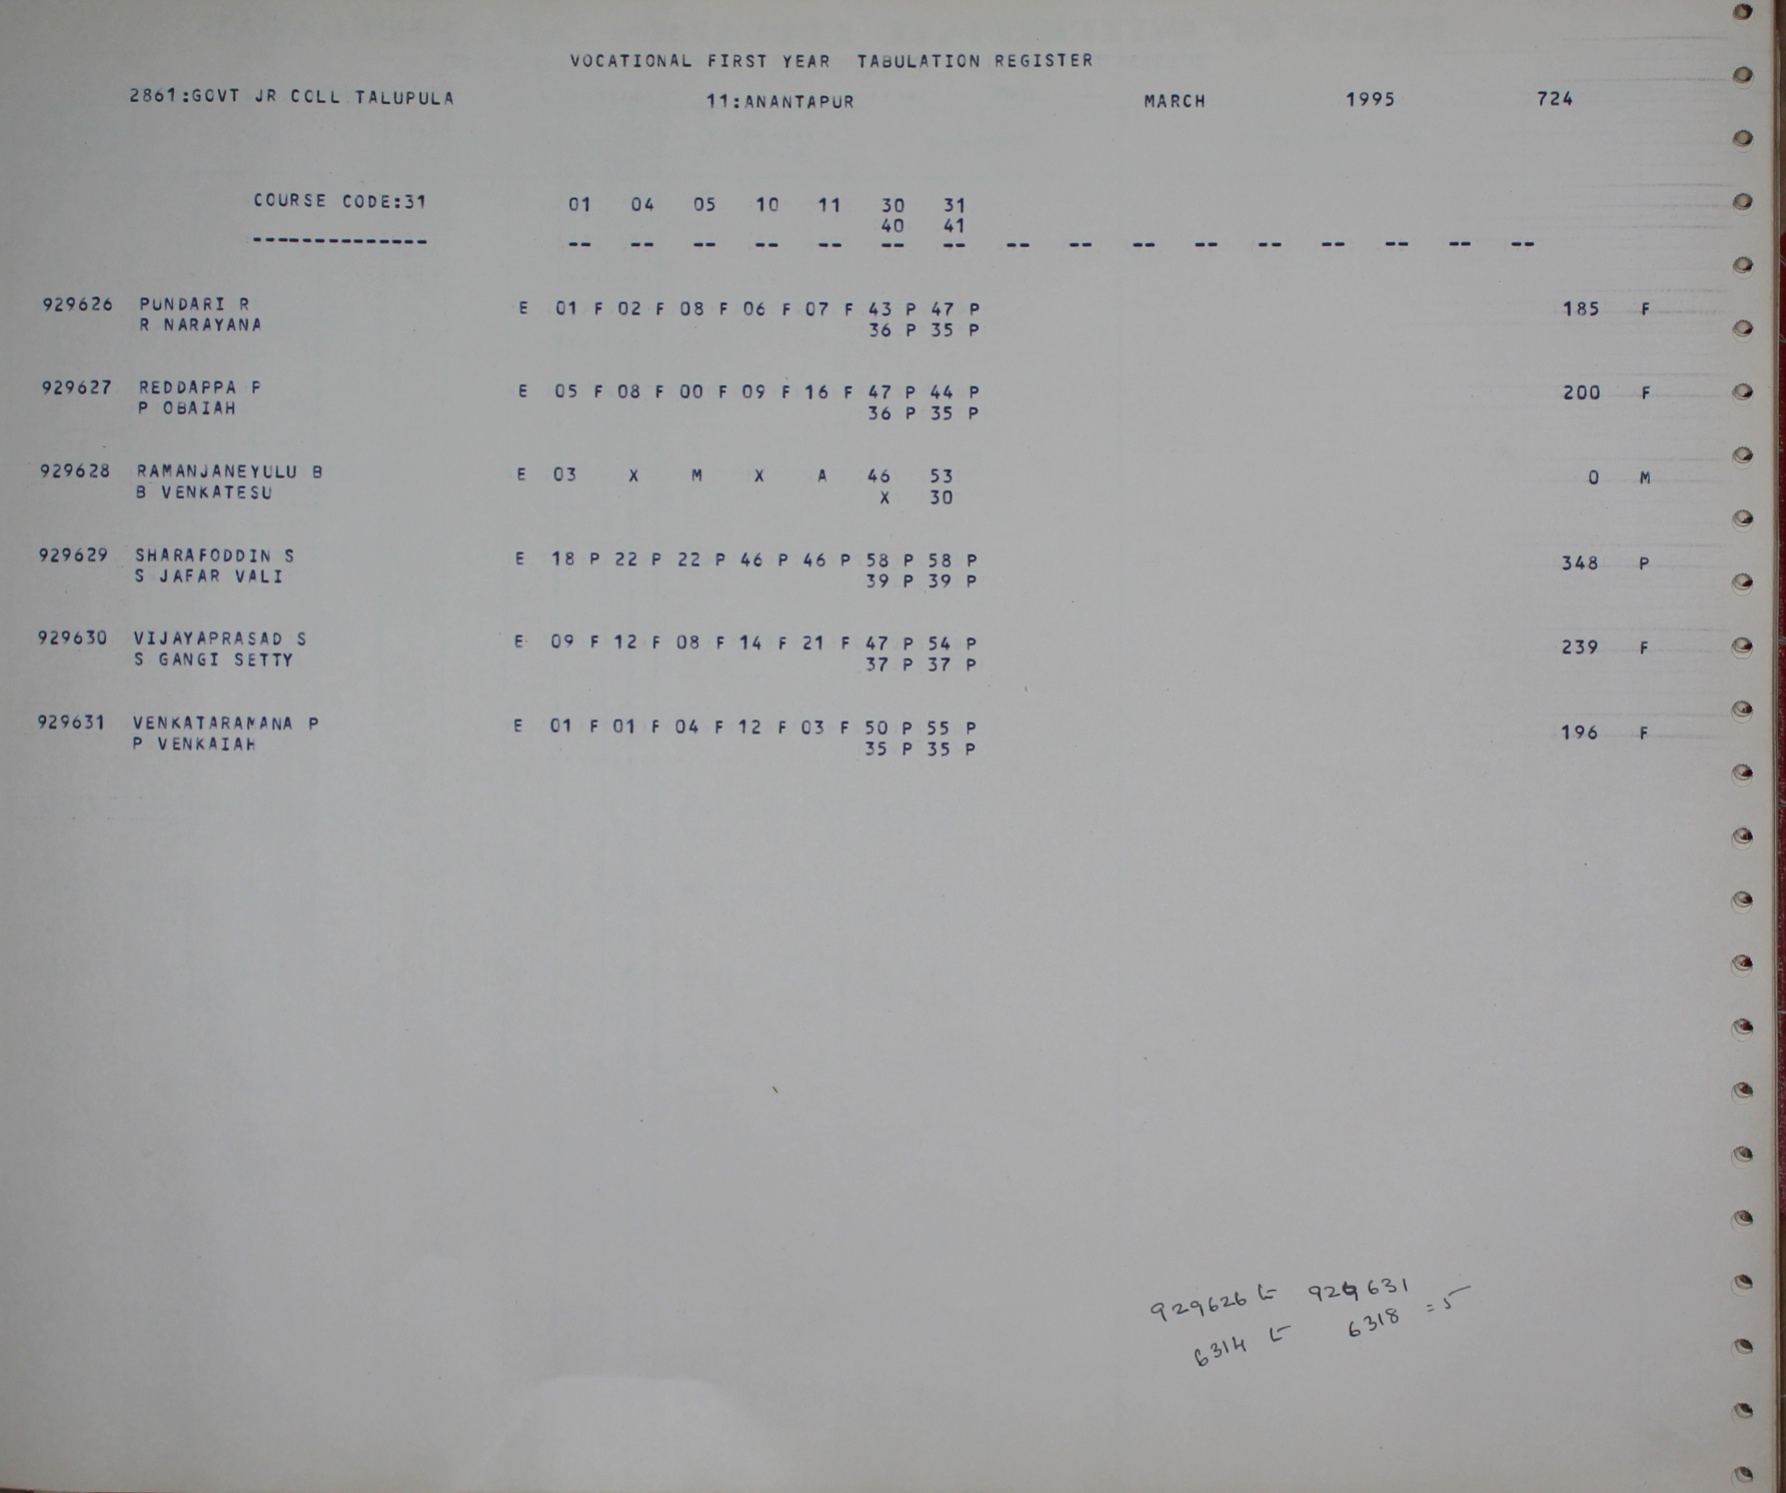 VOCATIONAL FIRST YEAR TABULATION REGISTER
2861:GOVT JR COLL TALUPULA 11:ANANTAPUR MARCH 1995 724
COURSE CODE:31 01 04 05 10 11 30 31
40 41
-------------- -- -- -- -- -- -- -- -- -- -- -- -- -- -- -- --
929626 PUNDARI R E 01 F 02 F 08 F 06 F 07 F 43 P 47 P 185 F
R NARAYANA 36 P 35 P
929627 REDDAPPA P E 05 F 08 F 00 F 09 F 16 F 47 P 44 P 200 F
P OBAIAH 36 P 35 P
929628 RAMANJANEYULU B E 03 X M X A 46 53 0 M
B VENKATESU X 30
929629 SHARAFODDIN S E 18 P 22 P 22 P 46 P 46 P 58 P 58 P 348 P
S JAFAR VALI 39 P 39 P
929630 VIJAYAPRASAD S E 09 F 12 F 08 F 14 F 21 F 47 P 54 P 239 F
S GANGI SETTY 37 P 37 P
929631 VENKATARAMANA P E 01 F 01 F 04 F 12 F 03 F 50 P 55 P 196 F
P VENKAIAH 35 P 35 P
929626 929631
6314 6318 = 5